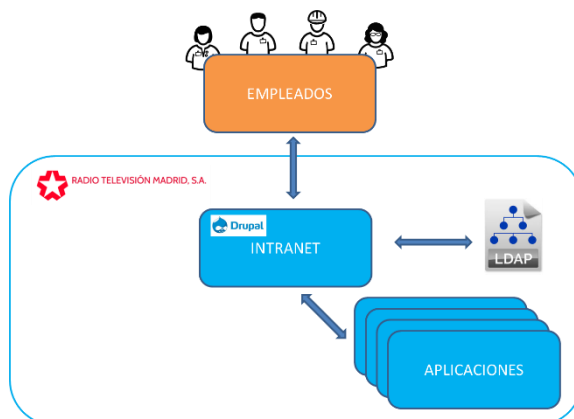 EMPLEADOS
RADIO TELEVISIÓN MADRID, S.A.
Drupal
INTRANET
LDAP
APLICACIONES